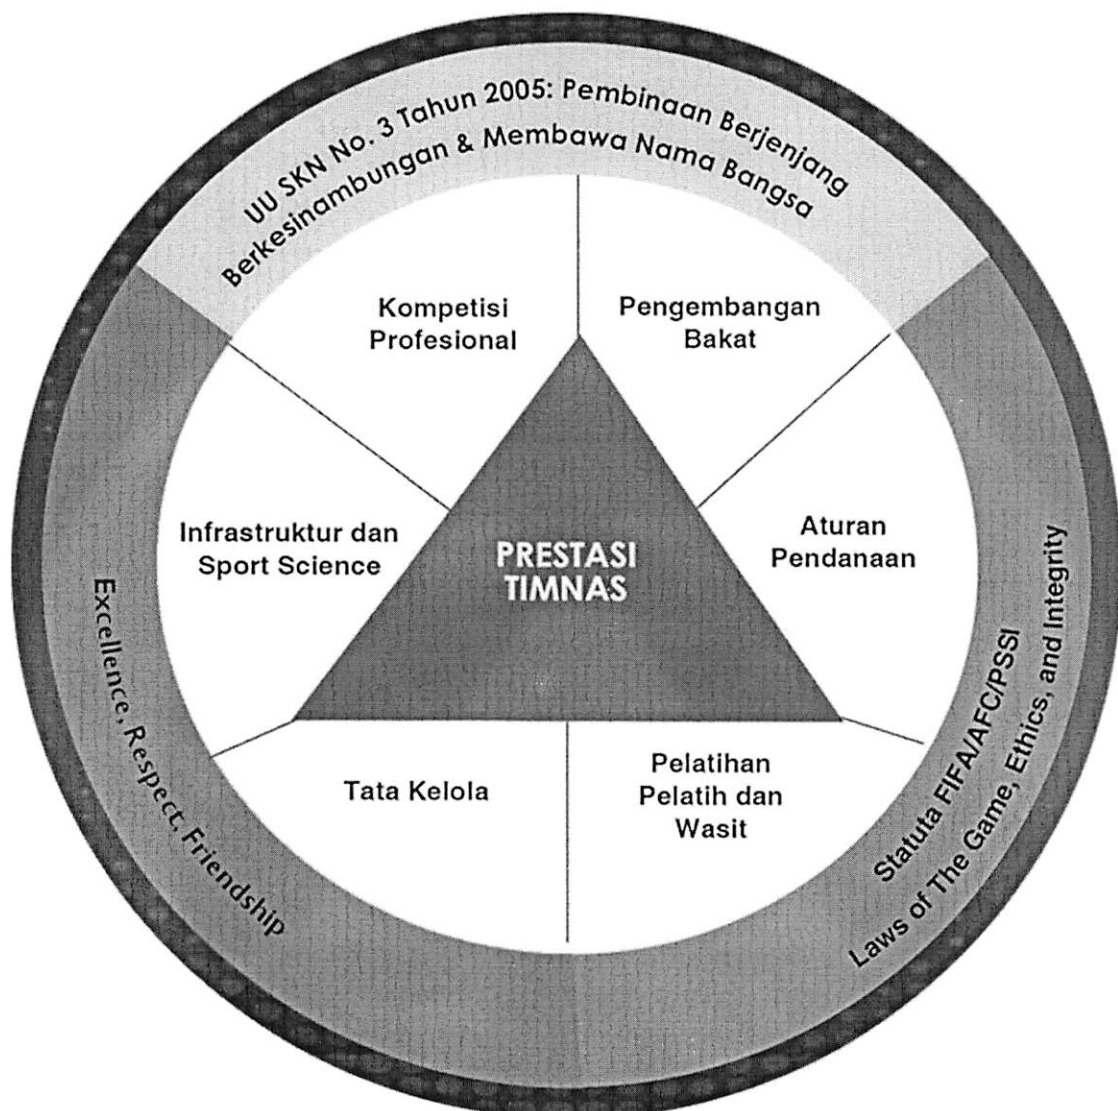 UU SKN No. 3 Tahun 2005: Pembinaan Berjenjang
Berkesinambungan & Membawa Nama Bangsa
Kompetisi
Profesional
Pengembangan
Bakat
Infrastruktur dan
Sport Science
PRESTASI
TIMNAS
Aturan
Pendanaan
Tata Kelola
Pelatihan
Pelatih dan
Wasit
Excellence, Respect, Friendship
Statuta FIFA/AFC/PSSI
Laws of The Game, Ethics, and Integrity